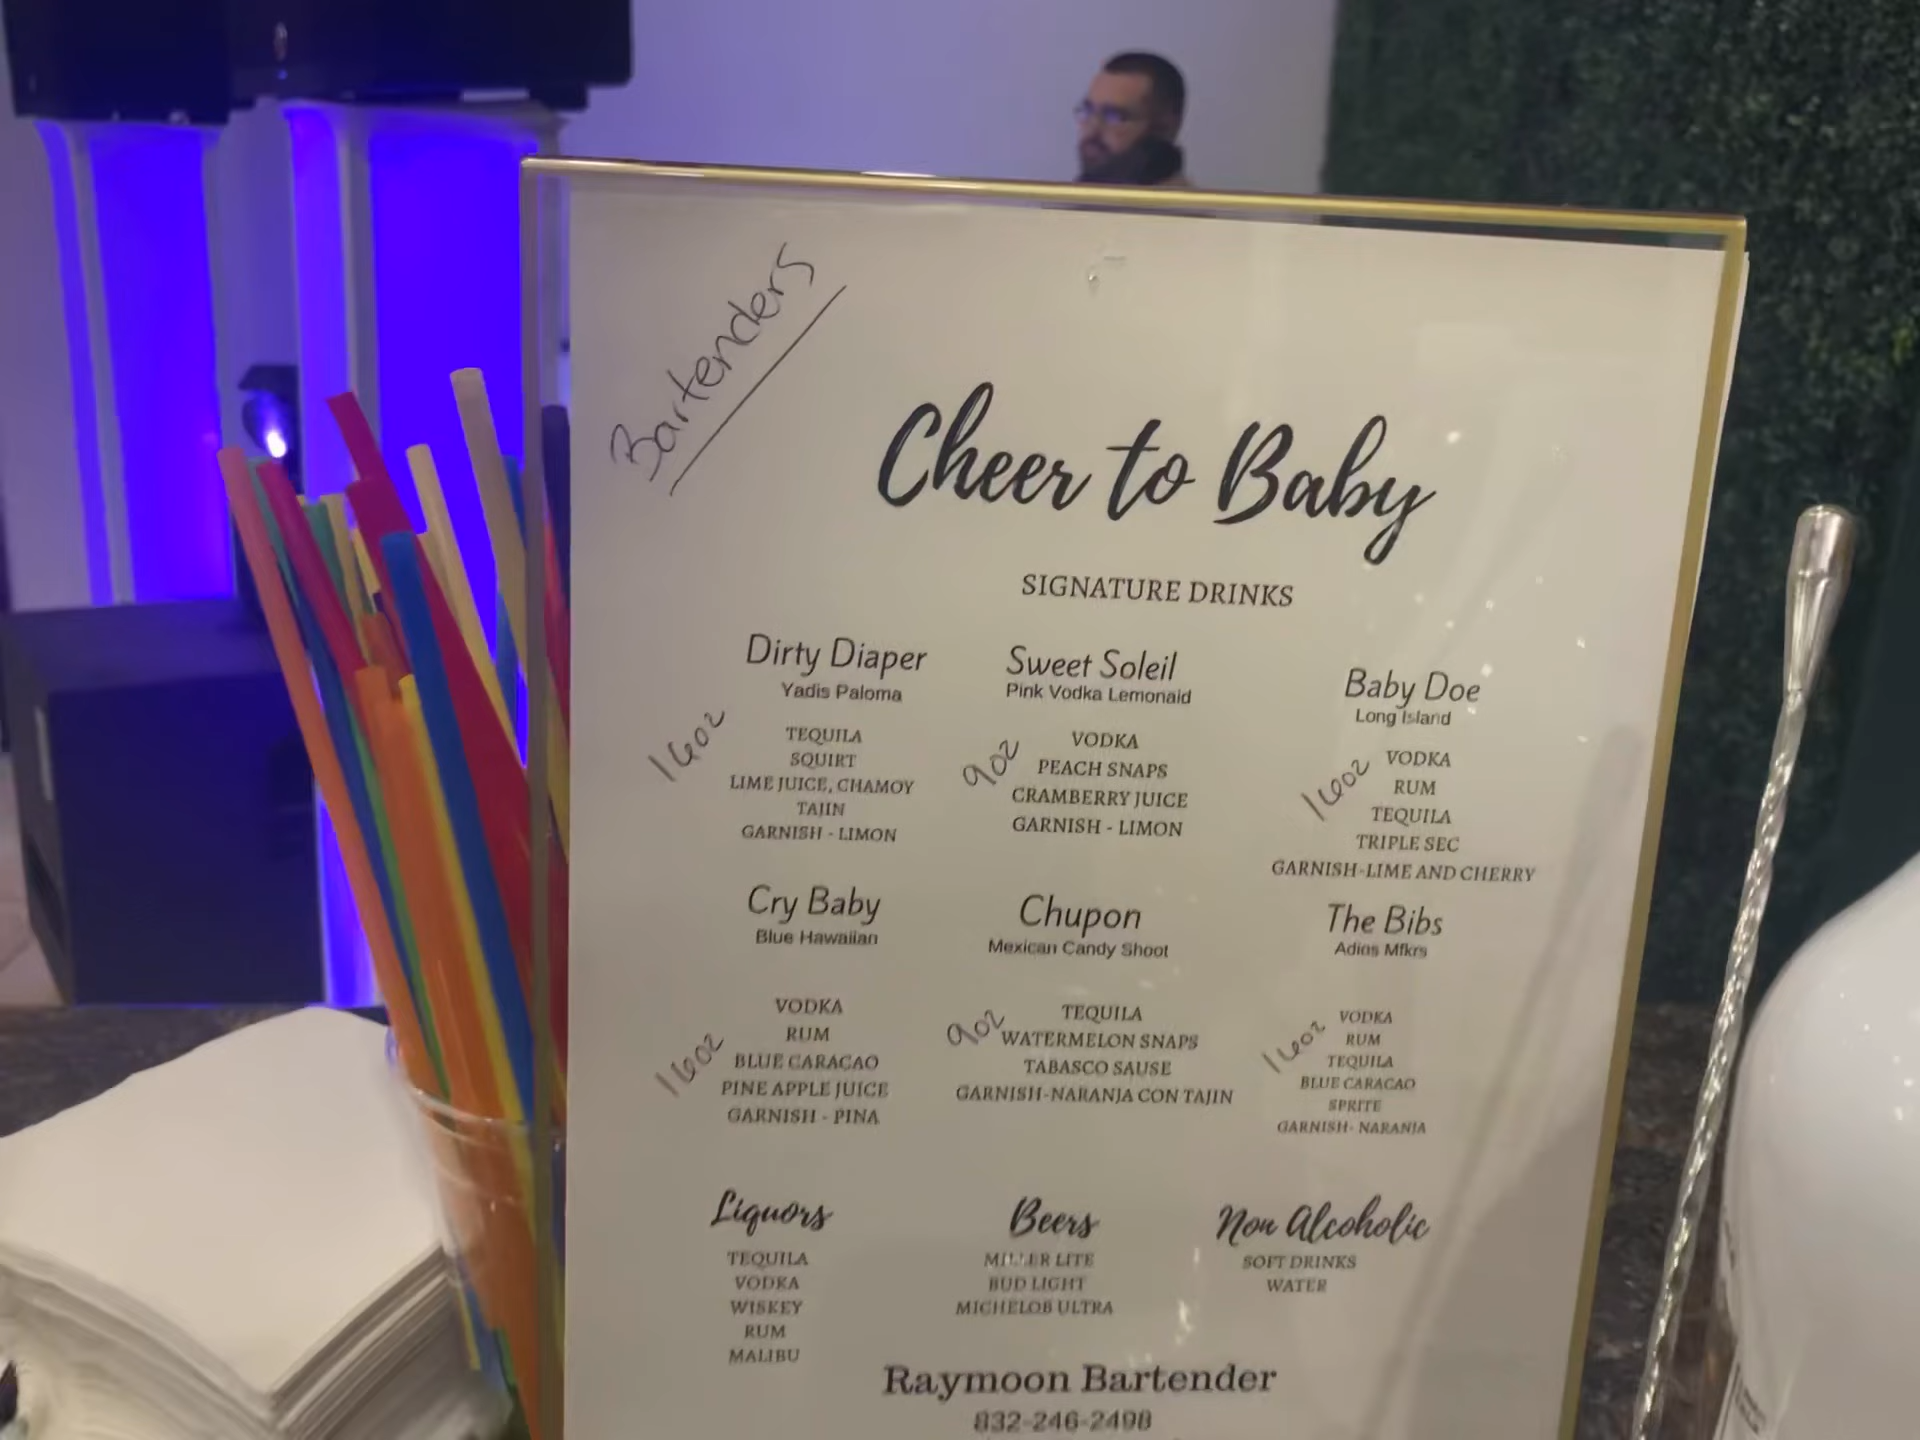 Bartenders
Cheer to Baby
SIGNATURE DRINKS
Dirty Diaper
Yadis Paloma
16oz
TEQUILA
SQUIRT
LIME JUICE, CHAMOY
TAJIN
GARNISH - LIMON
Sweet Soleil
Pink Vodka Lemonaid
9oz
VODKA
PEACH SNAPS
CRAMBERRY JUICE
GARNISH - LIMON
Baby Doe
Long Island
16oz
VODKA
RUM
TEQUILA
TRIPLE SEC
GARNISH-LIME AND CHERRY
Cry Baby
Blue Hawaiian
16oz
VODKA
RUM
BLUE CARACAO
PINE APPLE JUICE
GARNISH - PINA
Chupon
Mexican Candy Shoot
9oz
TEQUILA
WATERMELON SNAPS
TABASCO SAUSE
GARNISH-NARANJA CON TAJIN
The Bibs
Adios Mfkrs
16oz
VODKA
RUM
TEQUILA
BLUE CARACAO
SPRITE
GARNISH- NARANJA
Liquors
TEQUILA
VODKA
WISKEY
RUM
MALIBU
Beers
MILLER LITE
BUD LIGHT
MICHELOB ULTRA
Non Alcoholic
SOFT DRINKS
WATER
Raymoon Bartender
832-246-2498